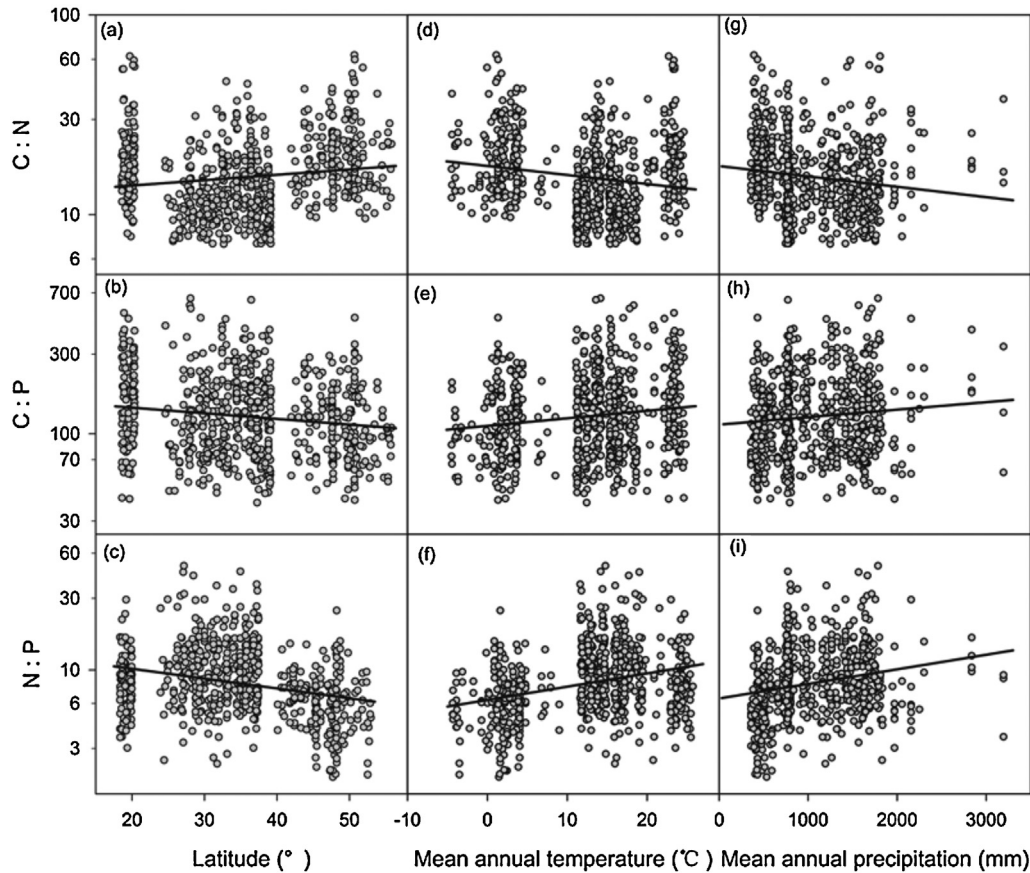 100
60
30
10
6
C : N
(a)
(d)
(g)
700
300
100
70
30
C : P
(b)
(e)
(h)
60
30
10
6
3
N : P
(c)
(f)
(i)
20 30 40 50 -10 0 10 20 0 1000 2000 3000
Latitude ( ° ) Mean annual temperature (℃ ) Mean annual precipitation (mm)